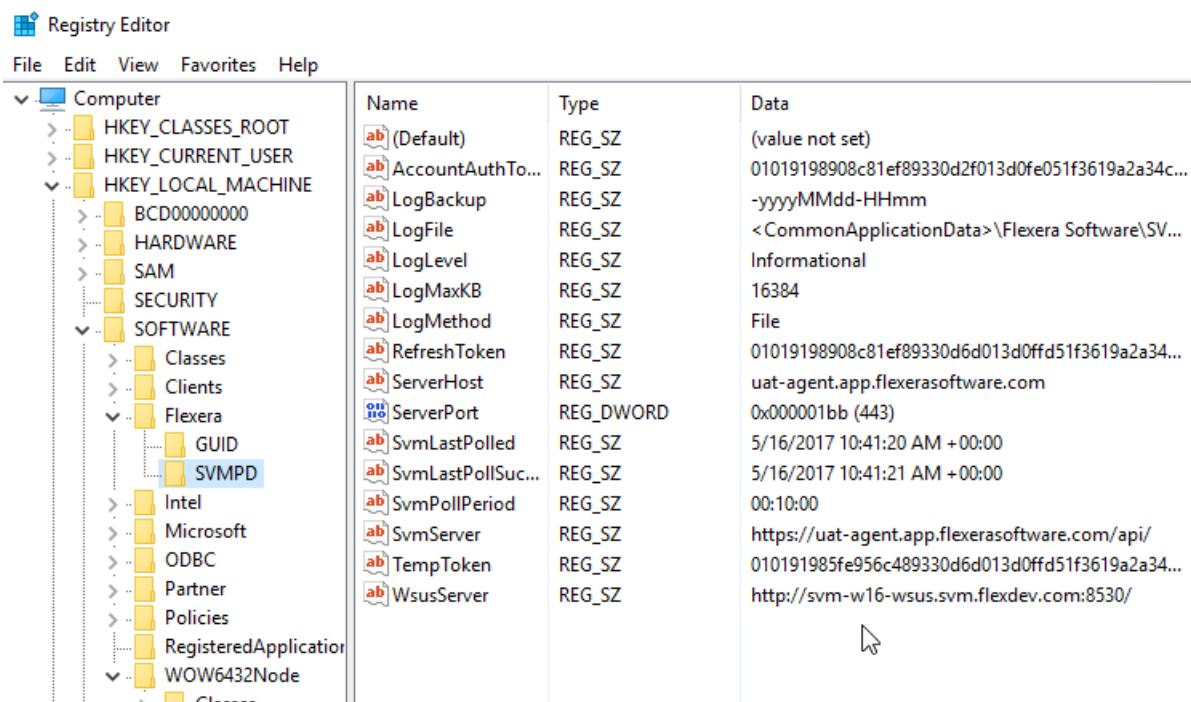 Registry Editor
File Edit View Favorites Help
Computer
HKEY_CLASSES_ROOT
HKEY_CURRENT_USER
HKEY_LOCAL_MACHINE
BCD00000000
HARDWARE
SAM
SECURITY
SOFTWARE
Classes
Clients
Flexera
GUID
SVMPD
Intel
Microsoft
ODBC
Partner
Policies
RegisteredApplication
WOW6432Node
Classes
Name Type Data
(Default) REG_SZ (value not set)
AccountAuthTo... REG_SZ 01019198908c81ef89330d2f013d0fe051f3619a2a34c...
LogBackup REG_SZ -yyyyMMdd-HHmm
LogFile REG_SZ <CommonApplicationData>\Flexera Software\SV...
LogLevel REG_SZ Informational
LogMaxKB REG_SZ 16384
LogMethod REG_SZ File
RefreshToken REG_SZ 01019198908c81ef89330d6d013d0ffd51f3619a2a34...
ServerHost REG_SZ uat-agent.app.flexerasoftware.com
ServerPort REG_DWORD 0x000001bb (443)
SvmLastPolled REG_SZ 5/16/2017 10:41:20 AM +00:00
SvmLastPollSuc... REG_SZ 5/16/2017 10:41:21 AM +00:00
SvmPollPeriod REG_SZ 00:10:00
SvmServer REG_SZ https://uat-agent.app.flexerasoftware.com/api/
TempToken REG_SZ 010191985fe956c489330d6d013d0ffd51f3619a2a34...
WsusServer REG_SZ http://svm-w16-wsus.svm.flexdev.com:8530/